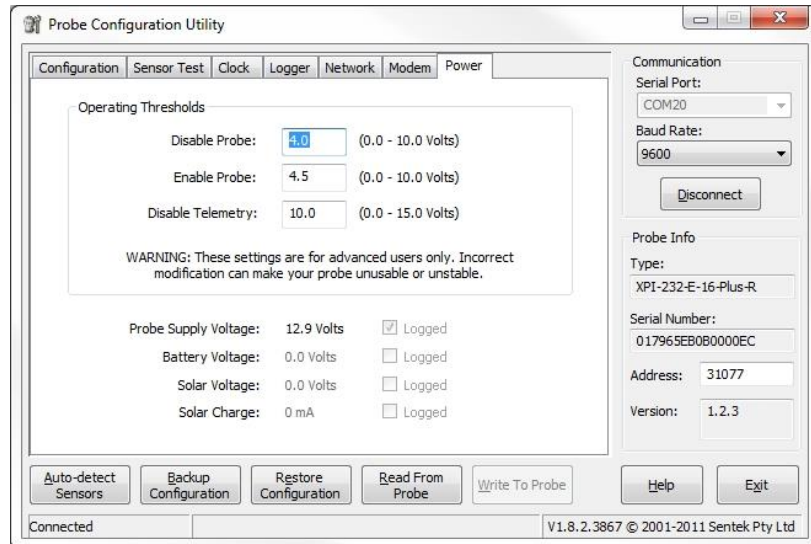 Probe Configuration Utility
Configuration Sensor Test Clock Logger Network Modem Power
Operating Thresholds
Disable Probe: 4.0 (0.0 - 10.0 Volts)
Enable Probe: 4.5 (0.0 - 10.0 Volts)
Disable Telemetry: 10.0 (0.0 - 15.0 Volts)
WARNING: These settings are for advanced users only. Incorrect
modification can make your probe unusable or unstable.
Probe Supply Voltage: 12.9 Volts Logged
Battery Voltage: 0.0 Volts Logged
Solar Voltage: 0.0 Volts Logged
Solar Charge: 0 mA Logged
Communication
Serial Port:
COM20
Baud Rate:
9600
Disconnect
Probe Info
Type:
XPI-232-E-16-Plus-R
Serial Number:
017965EB0B0000EC
Address: 31077
Version: 1.2.3
Auto-detect
Sensors
Backup
Configuration
Restore
Configuration
Read From
Probe
Write To Probe
Help
Exit
Connected
V1.8.2.3867 © 2001-2011 Sentek Pty Ltd